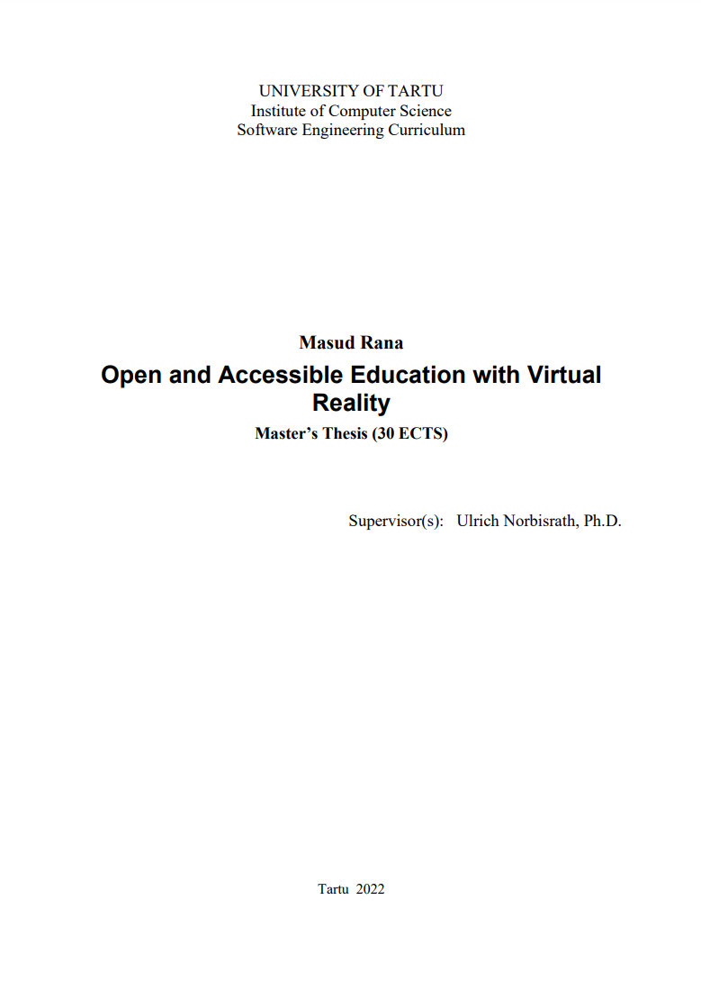 UNIVERSITY OF TARTU
Institute of Computer Science
Software Engineering Curriculum
Masud Rana
Open and Accessible Education with Virtual
Reality
Master’s Thesis (30 ECTS)
Supervisor(s): Ulrich Norbisrath, Ph.D.
Tartu 2022